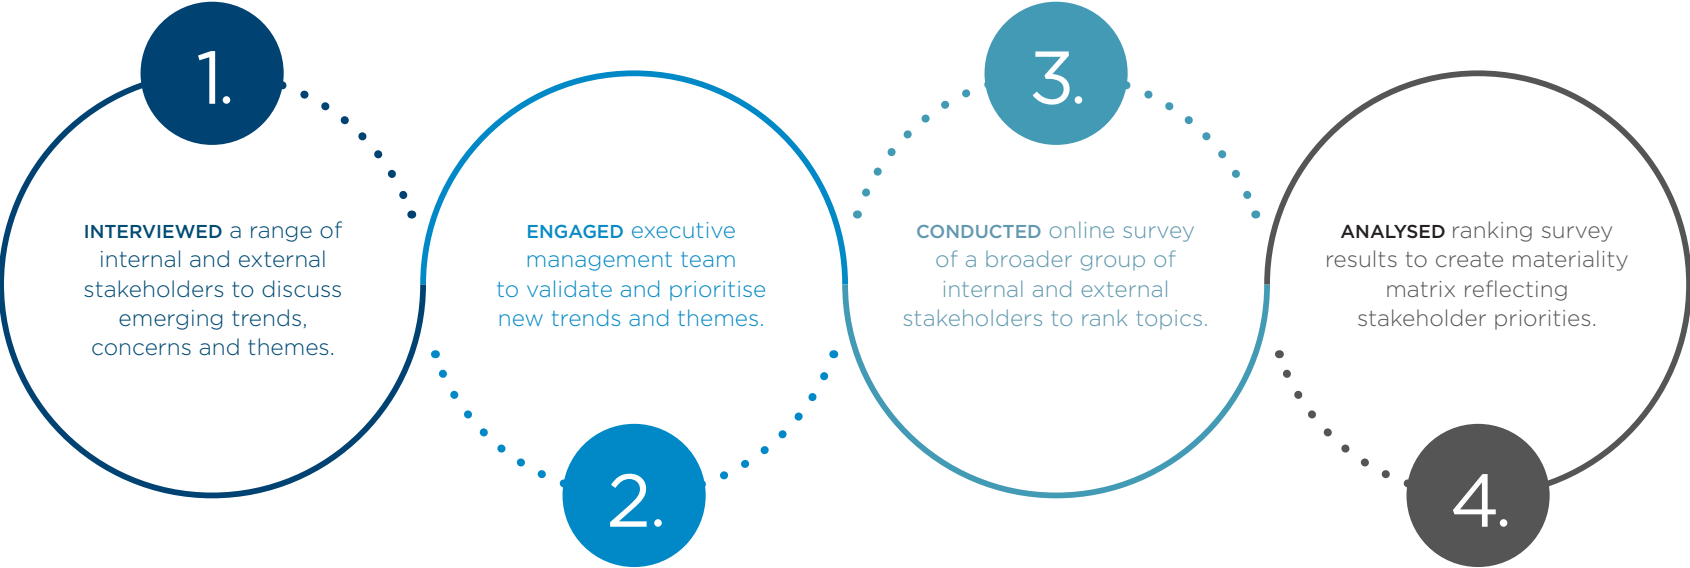 1.
INTERVIEWED a range of
internal and external
stakeholders to discuss
emerging trends,
concerns and themes.
ENGAGED executive
management team
to validate and prioritise
new trends and themes.
2.
3.
CONDUCTED online survey
of a broader group of
internal and external
stakeholders to rank topics.
ANALYSED ranking survey
results to create materiality
matrix reflecting
stakeholder priorities.
4.